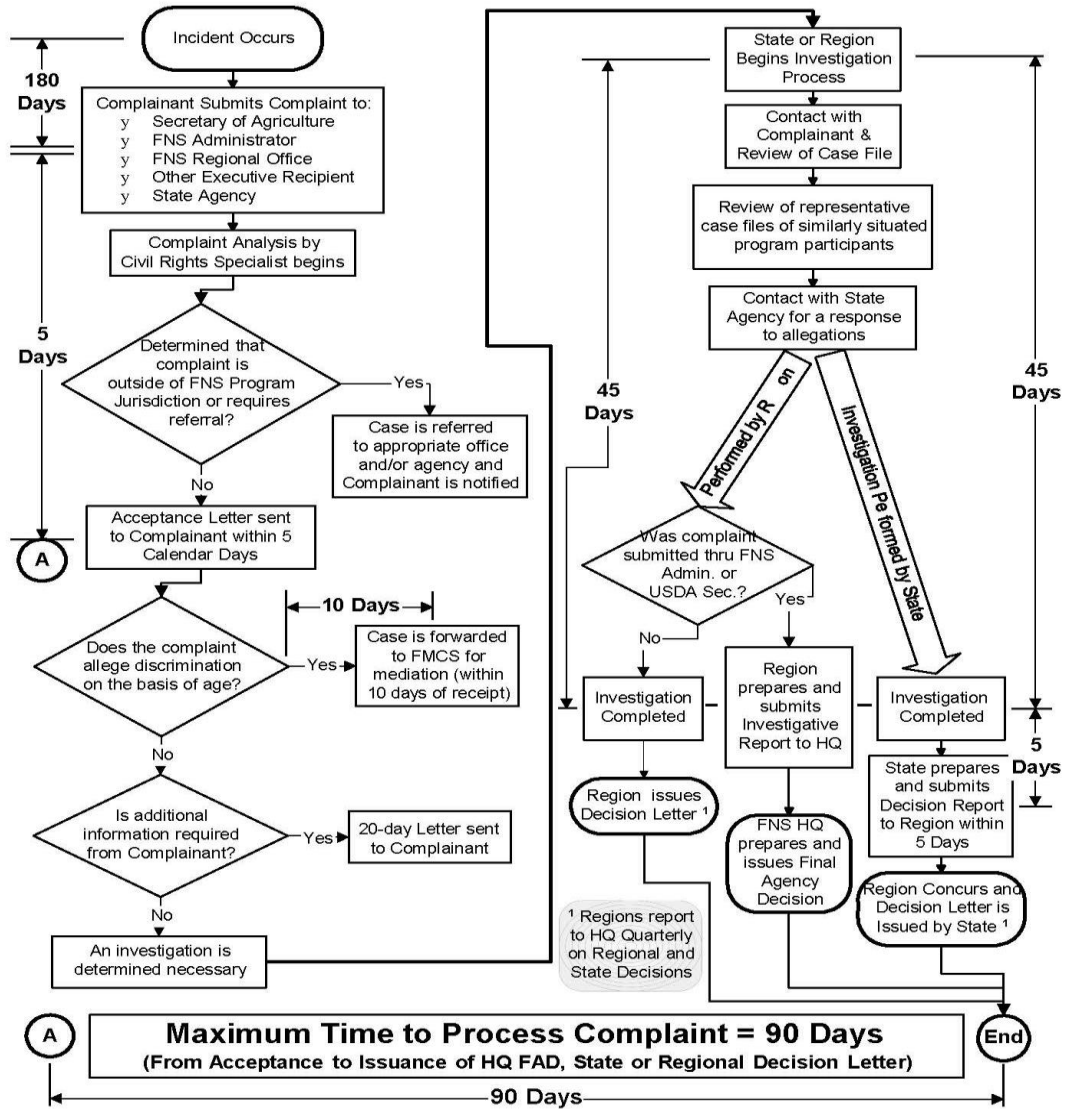 Incident Occurs
180
Days
Complainant Submits Complaint to:
y Secretary of Agriculture
y FNS Administrator
y FNS Regional Office
y Other Executive Recipient
y State Agency
5
Days
Complaint Analysis by
Civil Rights Specialist begins
Determined that
complaint is
outside of FNS Program
Jurisdiction or requires
referral?
Yes
Case is referred
to appropriate office
and/or agency and
Complainant is notified
No
Acceptance Letter sent
to Complainant within 5
Calendar Days
A
10 Days
Does the complaint
allege discrimination
on the basis of age?
Yes
Case is forwarded
to FMCS for
mediation (within
10 days of receipt)
No
Is additional
information required
from Complainant?
Yes
20-day Letter sent
to Complainant
No
An investigation is
determined necessary
State or Region
Begins Investigation
Process
Contact with
Complainant &
Review of Case File
Review of representative
case files of similarly situated
program participants
Contact with State
Agency for a response
to allegations
45
Days
45
Days
Performed by R on
Investigation Pe formed by State
Was complaint
submitted thru FNS
Admin. or
USDA Sec.?
Yes
No
Investigation
Completed
Region
prepares and
submits
Investigative
Report to HQ
Investigation
Completed
5
Days
Region issues
Decision Letter ¹
FNS HQ
prepares and
issues Final
Agency
Decision
State prepares
and submits
Decision Report
to Region within
5 Days
Region Concurs and
Decision Letter is
Issued by State ¹
¹ Regions report
to HQ Quarterly
on Regional and
State Decisions
A
Maximum Time to Process Complaint = 90 Days
(From Acceptance to Issuance of HQ FAD, State or Regional Decision Letter)
End
90 Days